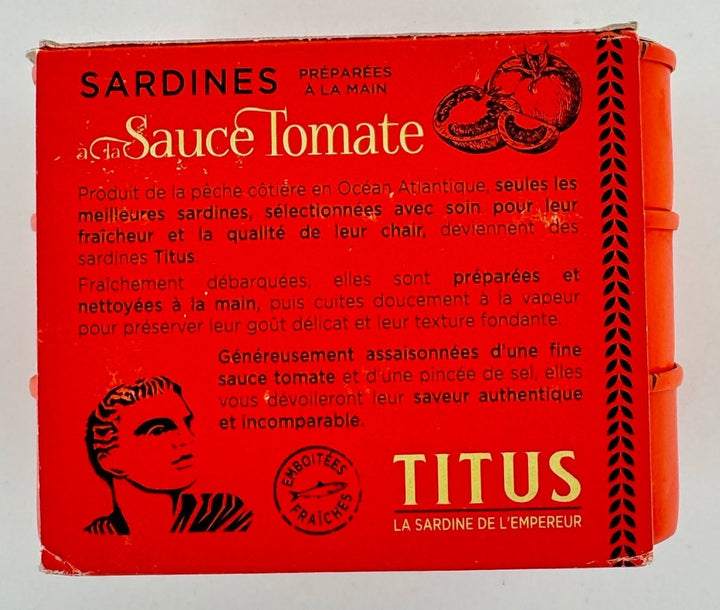 SARDINES PRÉPARÉES
À LA MAIN
à la Sauce Tomate
Produit de la pêche côtière en Océan Atlantique, seules les
meilleures sardines, sélectionnées avec soin pour leur
fraîcheur et la qualité de leur chair, deviennent des
sardines Titus.
Fraîchement débarquées, elles sont préparées et
nettoyées à la main, puis cuites doucement à la vapeur
pour préserver leur goût délicat et leur texture fondante.
Généreusement assaisonnées d'une fine
sauce tomate et d'une pincée de sel, elles
vous dévoileront leur saveur authentique
et incomparable.
EMBOITÉES
FRAÎCHES
TITUS
LA SARDINE DE L'EMPEREUR